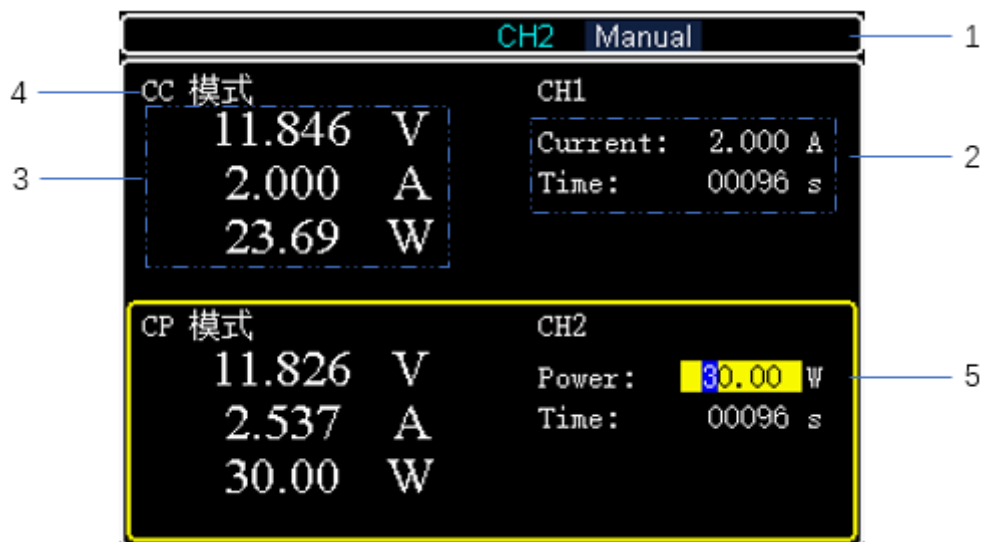 CH2 Manual 1
4 CC 模式 CH1
11.846 V
Current: 2.000 A 2
3 2.000 A
Time: 00096 s
23.69 W
CP 模式 CH2
11.826 V
Power: 30.00 W 5
2.537 A
Time: 00096 s
30.00 W